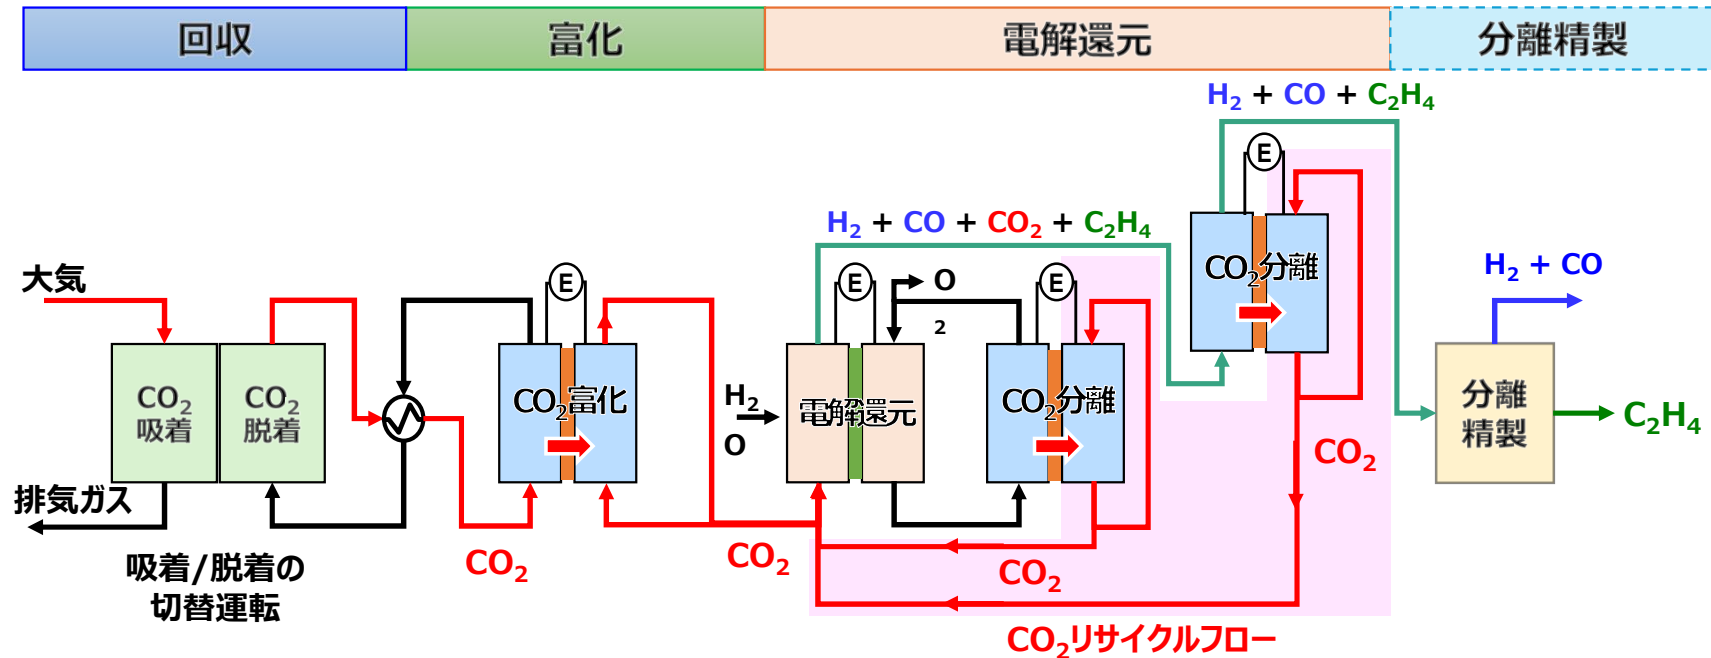 回収
富化
電解還元
分離精製
H₂ + CO + C₂H₄
E
H₂ + CO + CO₂ + C₂H₄
CO₂分離
H₂ + CO
大気
E
E
O
2
E
CO₂
吸着
CO₂
脱着
CO₂富化
H₂
O
電解還元
CO₂分離
分離
精製
C₂H₄
CO₂
排気ガス
吸着/脱着の
切替運転
CO₂
CO₂
CO₂
CO₂リサイクルフロー